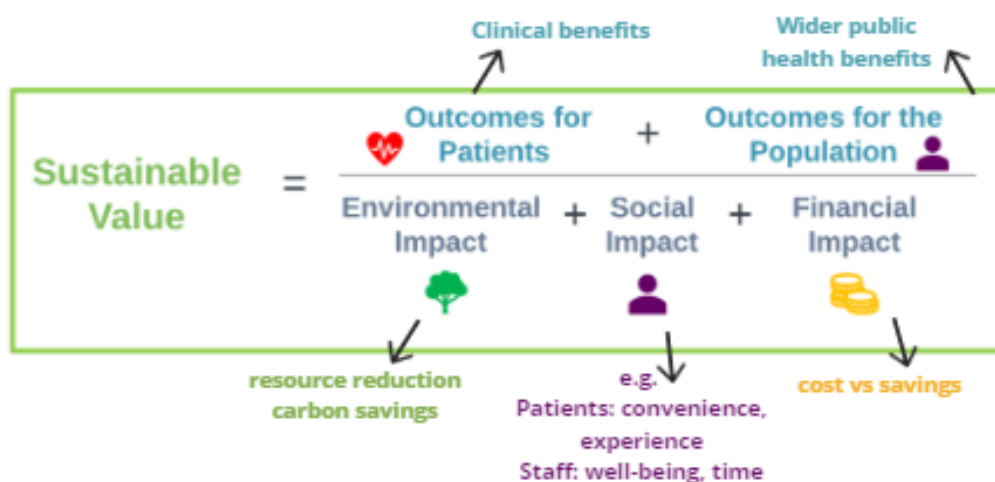 Clinical benefits
Wider public
health benefits
Outcomes for
Patients
+
Outcomes for the
Population
Sustainable
Value
=
Environmental
Impact
+
Social
Impact
+
Financial
Impact
resource reduction
carbon savings
e.g.
Patients: convenience,
experience
Staff: well-being, time
cost vs savings